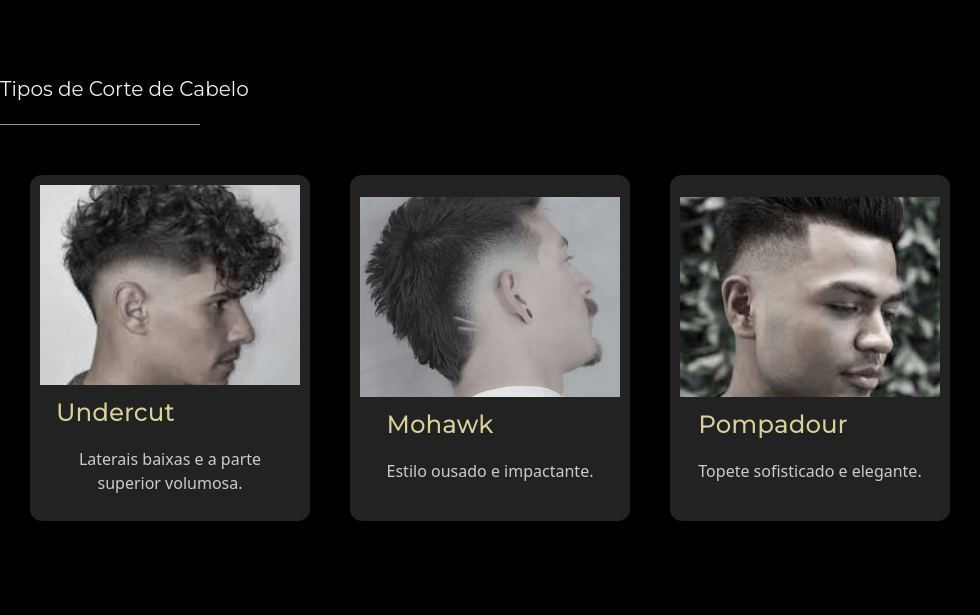 Tipos de Corte de Cabelo
Undercut
Laterais baixas e a parte
superior volumosa.
Mohawk
Estilo ousado e impactante.
Pompadour
Topete sofisticado e elegante.